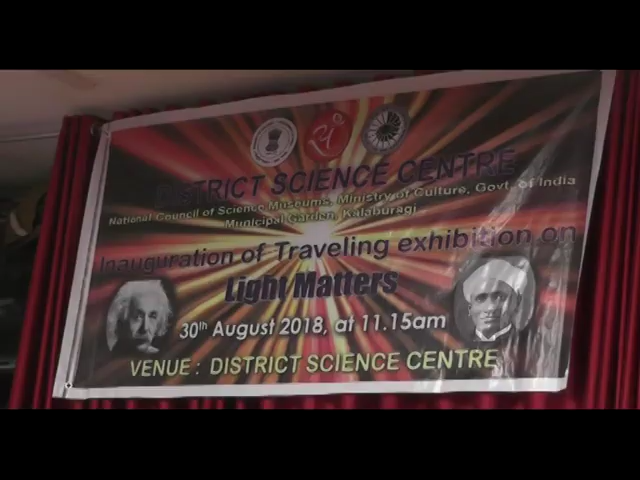 DISTRICT SCIENCE CENTRE
National Council of Science Museums, Ministry of Culture, Govt. of India
Municipal Garden, Kalaburagi
Inauguration of Traveling exhibition on
Light Matters
30th August 2018, at 11.15am
VENUE : DISTRICT SCIENCE CENTRE